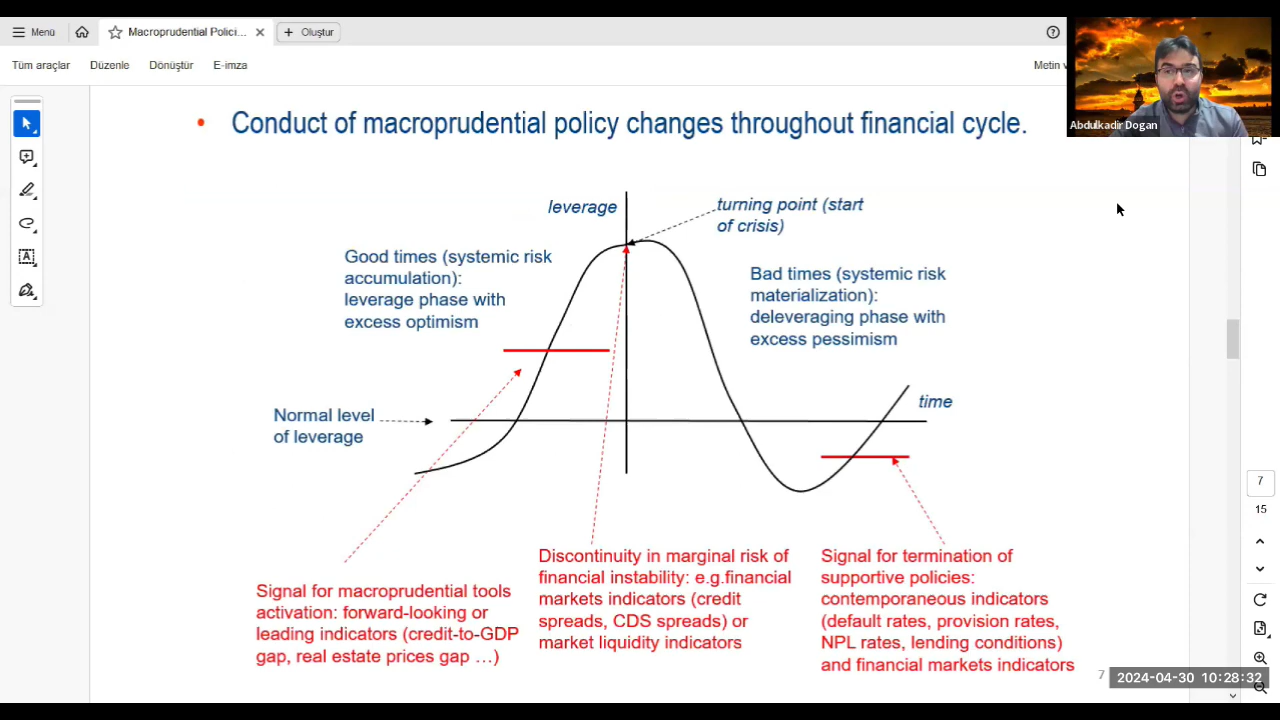 Menü
Macroprudential Polici...
Oluştur
Tüm araçlar
Düzenle
Dönüştür
E-imza
Metin v
Abdulkadir Dogan
• Conduct of macroprudential policy changes throughout financial cycle.
leverage
turning point (start
of crisis)
Good times (systemic risk
accumulation):
leverage phase with
excess optimism
Bad times (systemic risk
materialization):
deleveraging phase with
excess pessimism
Normal level
of leverage
time
Signal for macroprudential tools
activation: forward-looking or
leading indicators (credit-to-GDP
gap, real estate prices gap …)
Discontinuity in marginal risk of
financial instability: e.g.financial
markets indicators (credit
spreads, CDS spreads) or
market liquidity indicators
Signal for termination of
supportive policies:
contemporaneous indicators
(default rates, provision rates,
NPL rates, lending conditions)
and financial markets indicators
7
7
15
2024-04-30 10:28:32